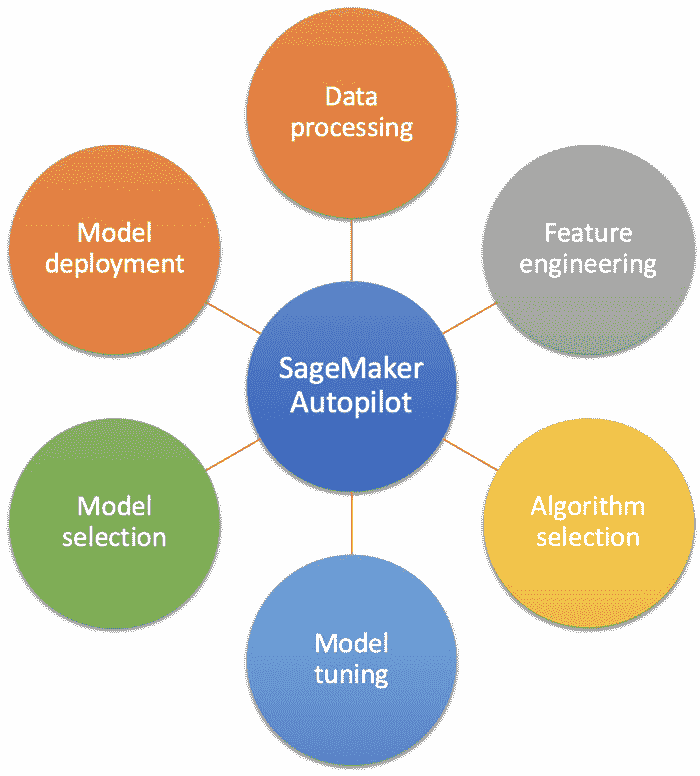 Data
processing
Feature
engineering
Algorithm
selection
Model
tuning
Model
selection
Model
deployment
SageMaker
Autopilot